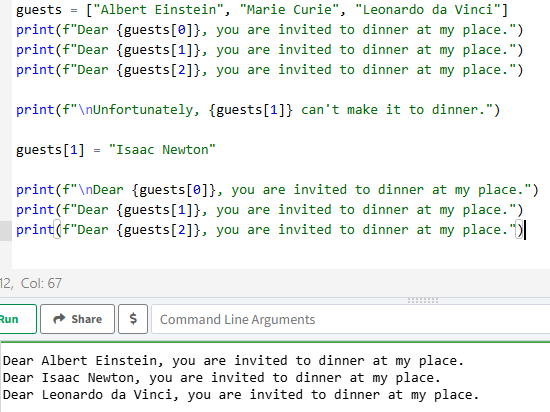 guests = ["Albert Einstein", "Marie Curie", "Leonardo da Vinci"]
print(f"Dear {guests[0]}, you are invited to dinner at my place.")
print(f"Dear {guests[1]}, you are invited to dinner at my place.")
print(f"Dear {guests[2]}, you are invited to dinner at my place.")
print(f"\nUnfortunately, {guests[1]} can't make it to dinner.")
guests[1] = "Isaac Newton"
print(f"\nDear {guests[0]}, you are invited to dinner at my place.")
print(f"Dear {guests[1]}, you are invited to dinner at my place.")
print(f"Dear {guests[2]}, you are invited to dinner at my place.")
12, Col: 67
Run Share $ Command Line Arguments
Dear Albert Einstein, you are invited to dinner at my place.
Dear Isaac Newton, you are invited to dinner at my place.
Dear Leonardo da Vinci, you are invited to dinner at my place.